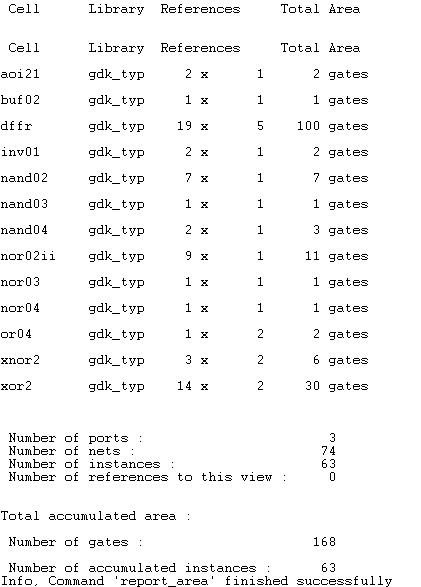 Cell Library References Total Area
Cell Library References Total Area
aoi21 gdk_typ 2 x 1 2 gates
buf02 gdk_typ 1 x 1 1 gates
dffr gdk_typ 19 x 5 100 gates
inv01 gdk_typ 2 x 1 2 gates
nand02 gdk_typ 7 x 1 7 gates
nand03 gdk_typ 1 x 1 1 gates
nand04 gdk_typ 2 x 1 3 gates
nor02ii gdk_typ 9 x 1 11 gates
nor03 gdk_typ 1 x 1 1 gates
nor04 gdk_typ 1 x 1 1 gates
or04 gdk_typ 1 x 2 2 gates
xnor2 gdk_typ 3 x 2 6 gates
xor2 gdk_typ 14 x 2 30 gates
Number of ports : 3
Number of nets : 74
Number of instances : 63
Number of references to this view : 0
Total accumulated area :
Number of gates : 168
Number of accumulated instances : 63
Info, Command 'report_area' finished successfully